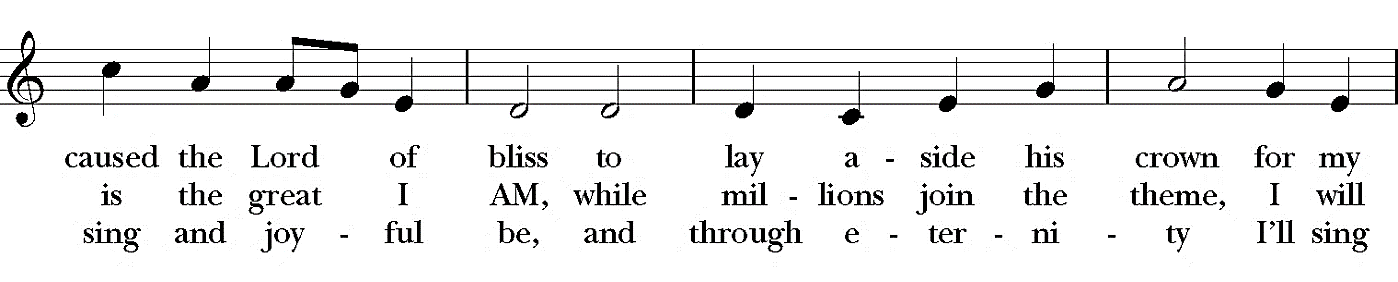 caused the Lord of bliss to lay a - side his crown for my
is the great I AM, while mil - lions join the theme, I will
sing and joy - ful be, and through e - ter - ni - ty I'll sing